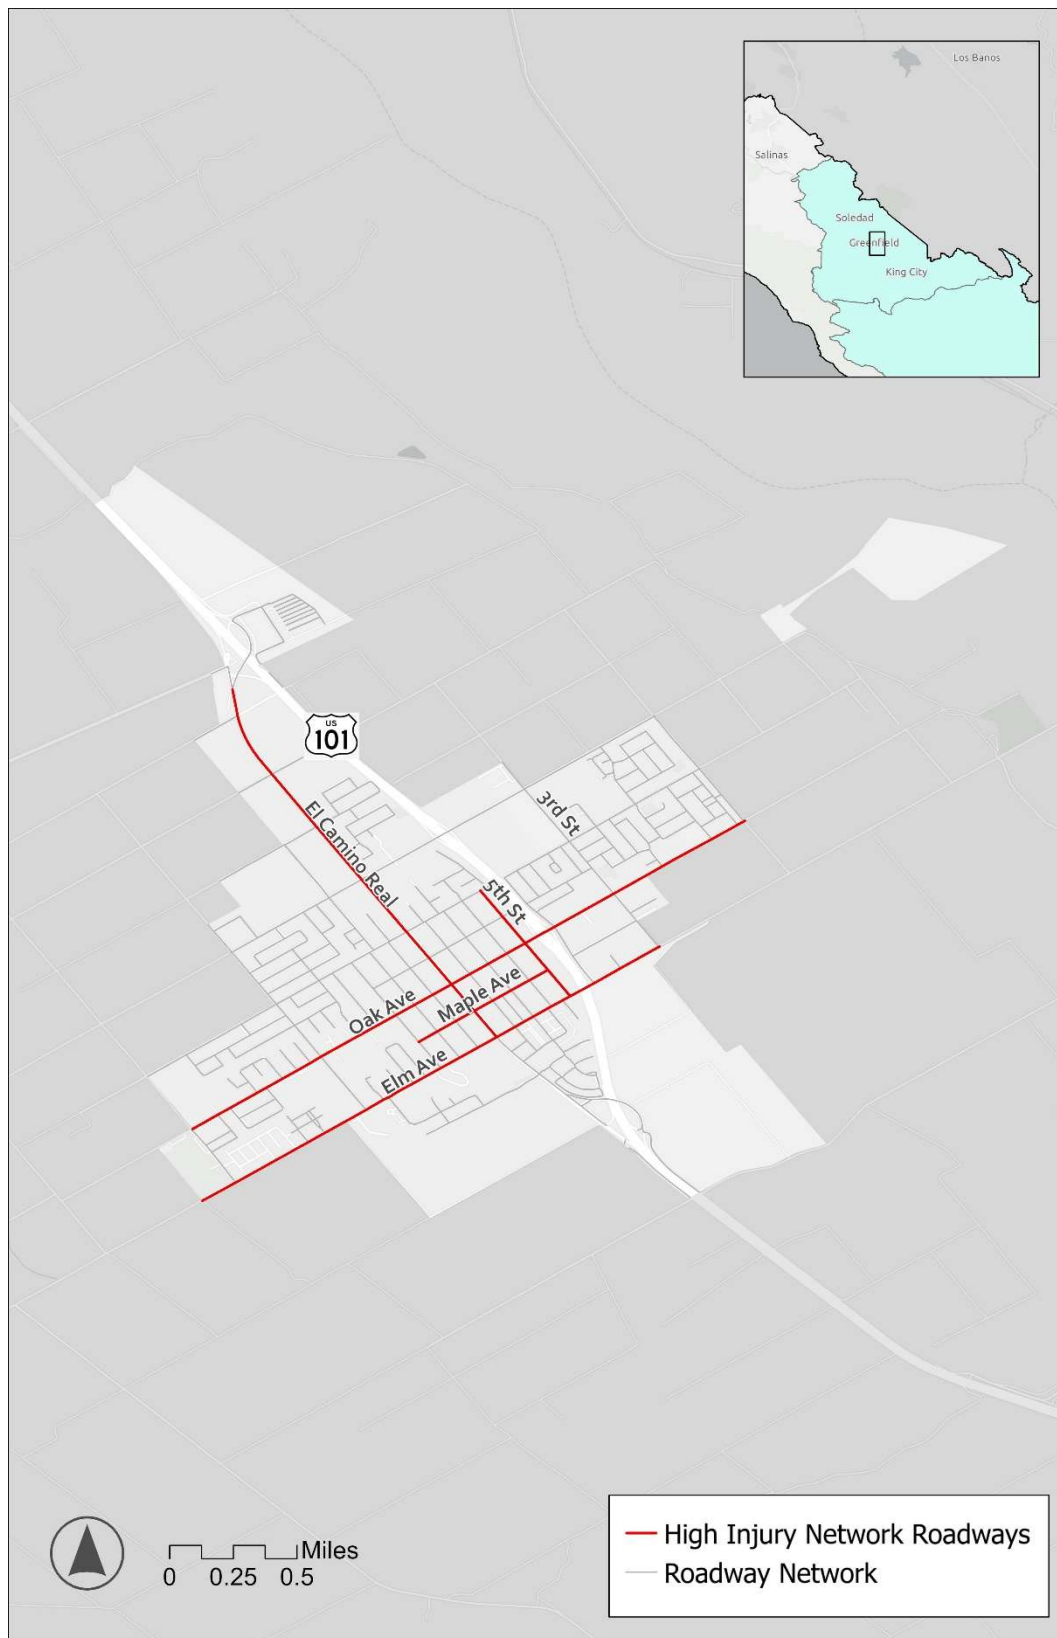 Los Banos
Salinas
Soledad
Greenfield
King City
US
101
El Camino Real
3rd St
5th St
Oak Ave
Maple Ave
Elm Ave
Miles
0 0.25 0.5
High Injury Network Roadways
Roadway Network